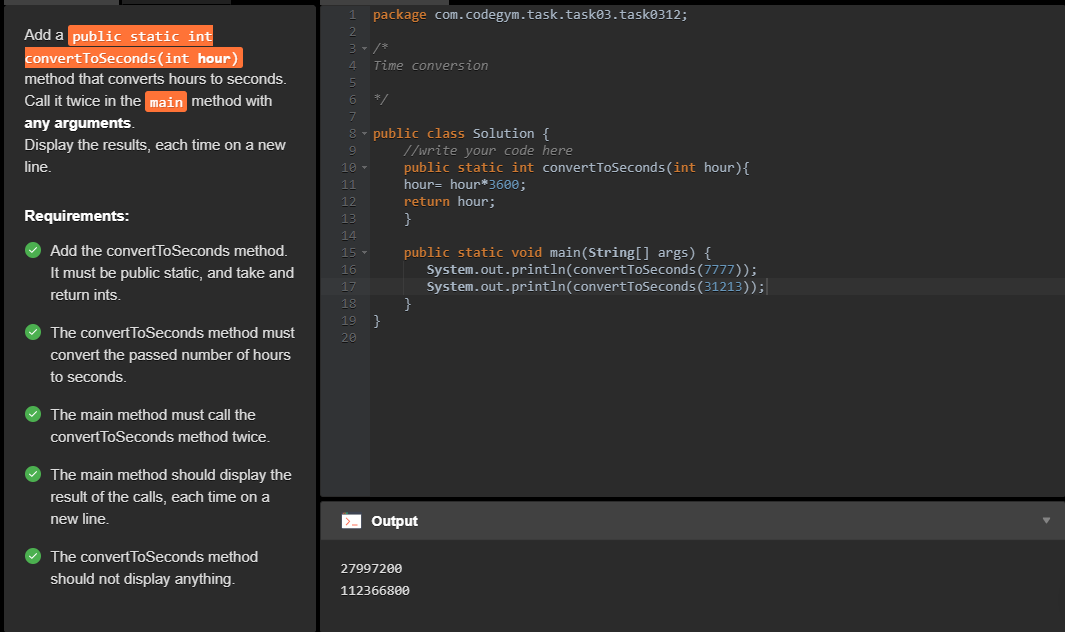 Add a public static int
convertToSeconds(int hour)
method that converts hours to seconds.
Call it twice in the main method with
any arguments.
Display the results, each time on a new
line.
Requirements:
Add the convertToSeconds method.
It must be public static, and take and
return ints.
The convertToSeconds method must
convert the passed number of hours
to seconds.
The main method must call the
convertToSeconds method twice.
The main method should display the
result of the calls, each time on a
new line.
The convertToSeconds method
should not display anything.
1 package com.codegym.task.task03.task0312;
2
3 /*
4 Time conversion
5
6 */
7
8 public class Solution {
9     //write your code here
10     public static int convertToSeconds(int hour){
11     hour= hour*3600;
12     return hour;
13     }
14
15     public static void main(String[] args) {
16        System.out.println(convertToSeconds(7777));
17        System.out.println(convertToSeconds(31213));
18     }
19 }
20
>_ Output
27997200
112366800